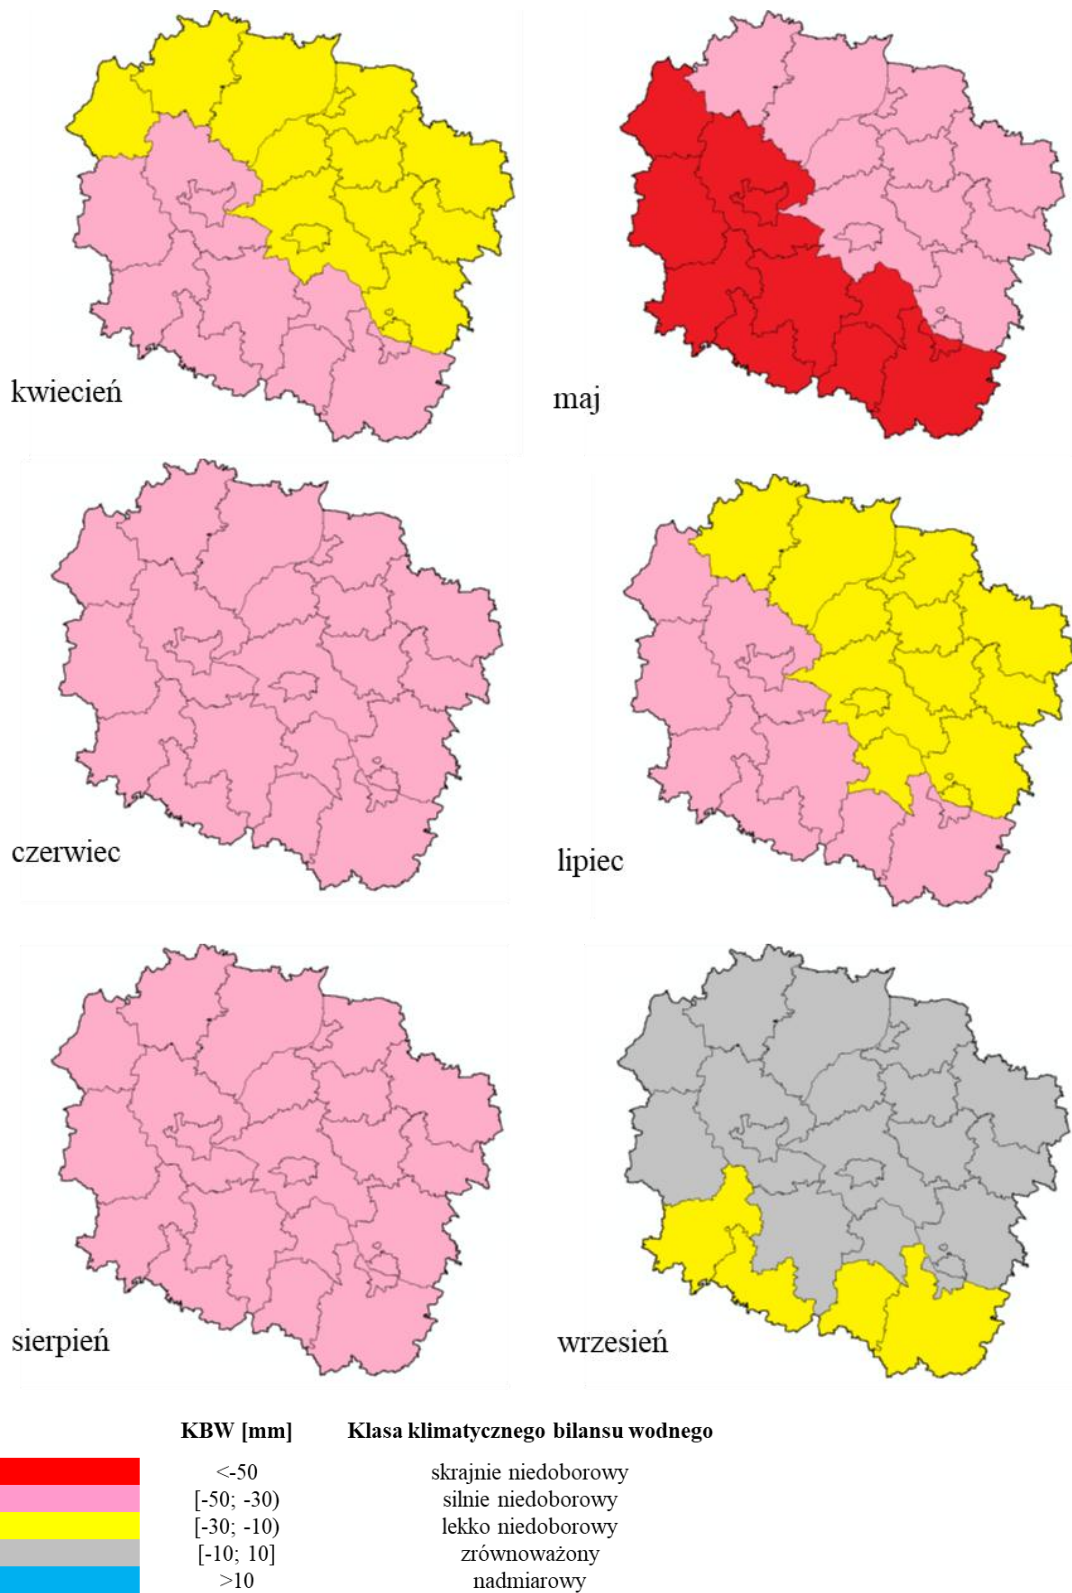 kwiecień
maj
czerwiec
lipiec
sierpień
wrzesień
KBW [mm] Klasa klimatycznego bilansu wodnego
<-50 skrajnie niedoborowy
[-50; -30) silnie niedoborowy
[-30; -10) lekko niedoborowy
[-10; 10] zrównoważony
>10 nadmiarowy